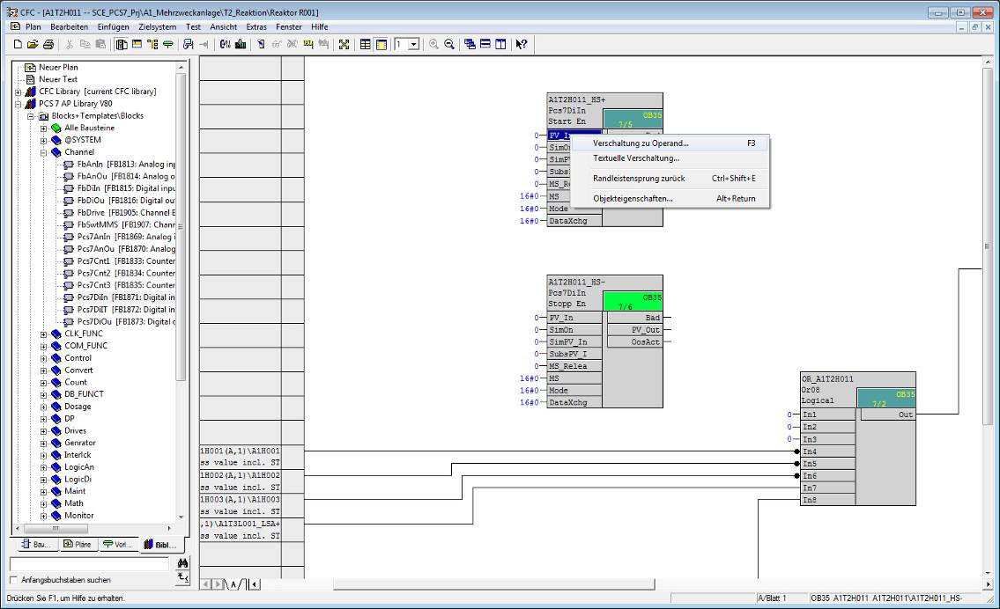 CFC - [A1T2H011 -- SCE_PCS7_Prj\A1_Mehrzweckanlage\T2_Reaktion\Reaktor R001]
Plan Bearbeiten Einfügen Zielsystem Test Ansicht Extras Fenster Hilfe
1
Neuer Plan
Neuer Text
CFC Library [current CFC library]
PCS 7 AP Library V80
Blocks+Templates\Blocks
Alle Bausteine
@SYSTEM
Channel
FbAnIn [FB1813: Analog inp
FbAnOu [FB1814: Analog o
FbDiIn [FB1815: Digital inpu
FbDiOu [FB1816: Digital out
FbDrive [FB1905: Channel B
FbSwtMMS [FB1907: Chann
Pcs7AnIn [FB1869: Analog i
Pcs7AnOu [FB1870: Analog
Pcs7Cnt1 [FB1833: Counter
Pcs7Cnt2 [FB1834: Counter
Pcs7Cnt3 [FB1835: Counter
Pcs7DiIn [FB1871: Digital in
Pcs7DiIT [FB1872: Digital in
Pcs7DiOu [FB1873: Digital o
CLK_FUNC
COM_FUNC
Control
Convert
Count
DB_FUNCT
Dosage
DP
Drives
Genrator
Interlck
LogicAn
LogicDi
Maint
Math
Monitor
Bau...
Pläne
Vorl...
Bibl...
Anfangsbuchstaben suchen
A1T2H011_HS+
Pcs7DiIn
Start En
OB35
7/5
0 PV_I
0 SimO
0 SimP
0 Subs
0 MS_Re
16#0 MS
16#0 Mode
16#0 DataXchg
Verschaltung zu Operand... F3
Textuelle Verschaltung...
Randleistensprung zurück Ctrl+Shift+E
Objekteigenschaften... Alt+Return
A1T2H011_HS-
Pcs7DiIn
Stopp En
OB35
7/6
0 PV_In Bad
0 SimOn PV_Out
0 SimPV_In OosAct
0 SubsPV_I
0 MS_Relea
16#0 MS
16#0 Mode
16#0 DataXchg
OR_A1T2H011
Or08
Logical
OB35
7/2
0 In1 Out
0 In2
0 In3
In4
In5
In6
In7
In8
1H001(A,1)\A1H001
ss value incl. ST
1H002(A,1)\A1H002
ss value incl. ST
1H003(A,1)\A1H003
ss value incl. ST
,1)\A1T3L001_LSA+
ss value incl. ST
A
Drücken Sie F1, um Hilfe zu erhalten.
A/Blatt 1
OB35 A1T2H011 A1T2H011\A1T2H011_HS-